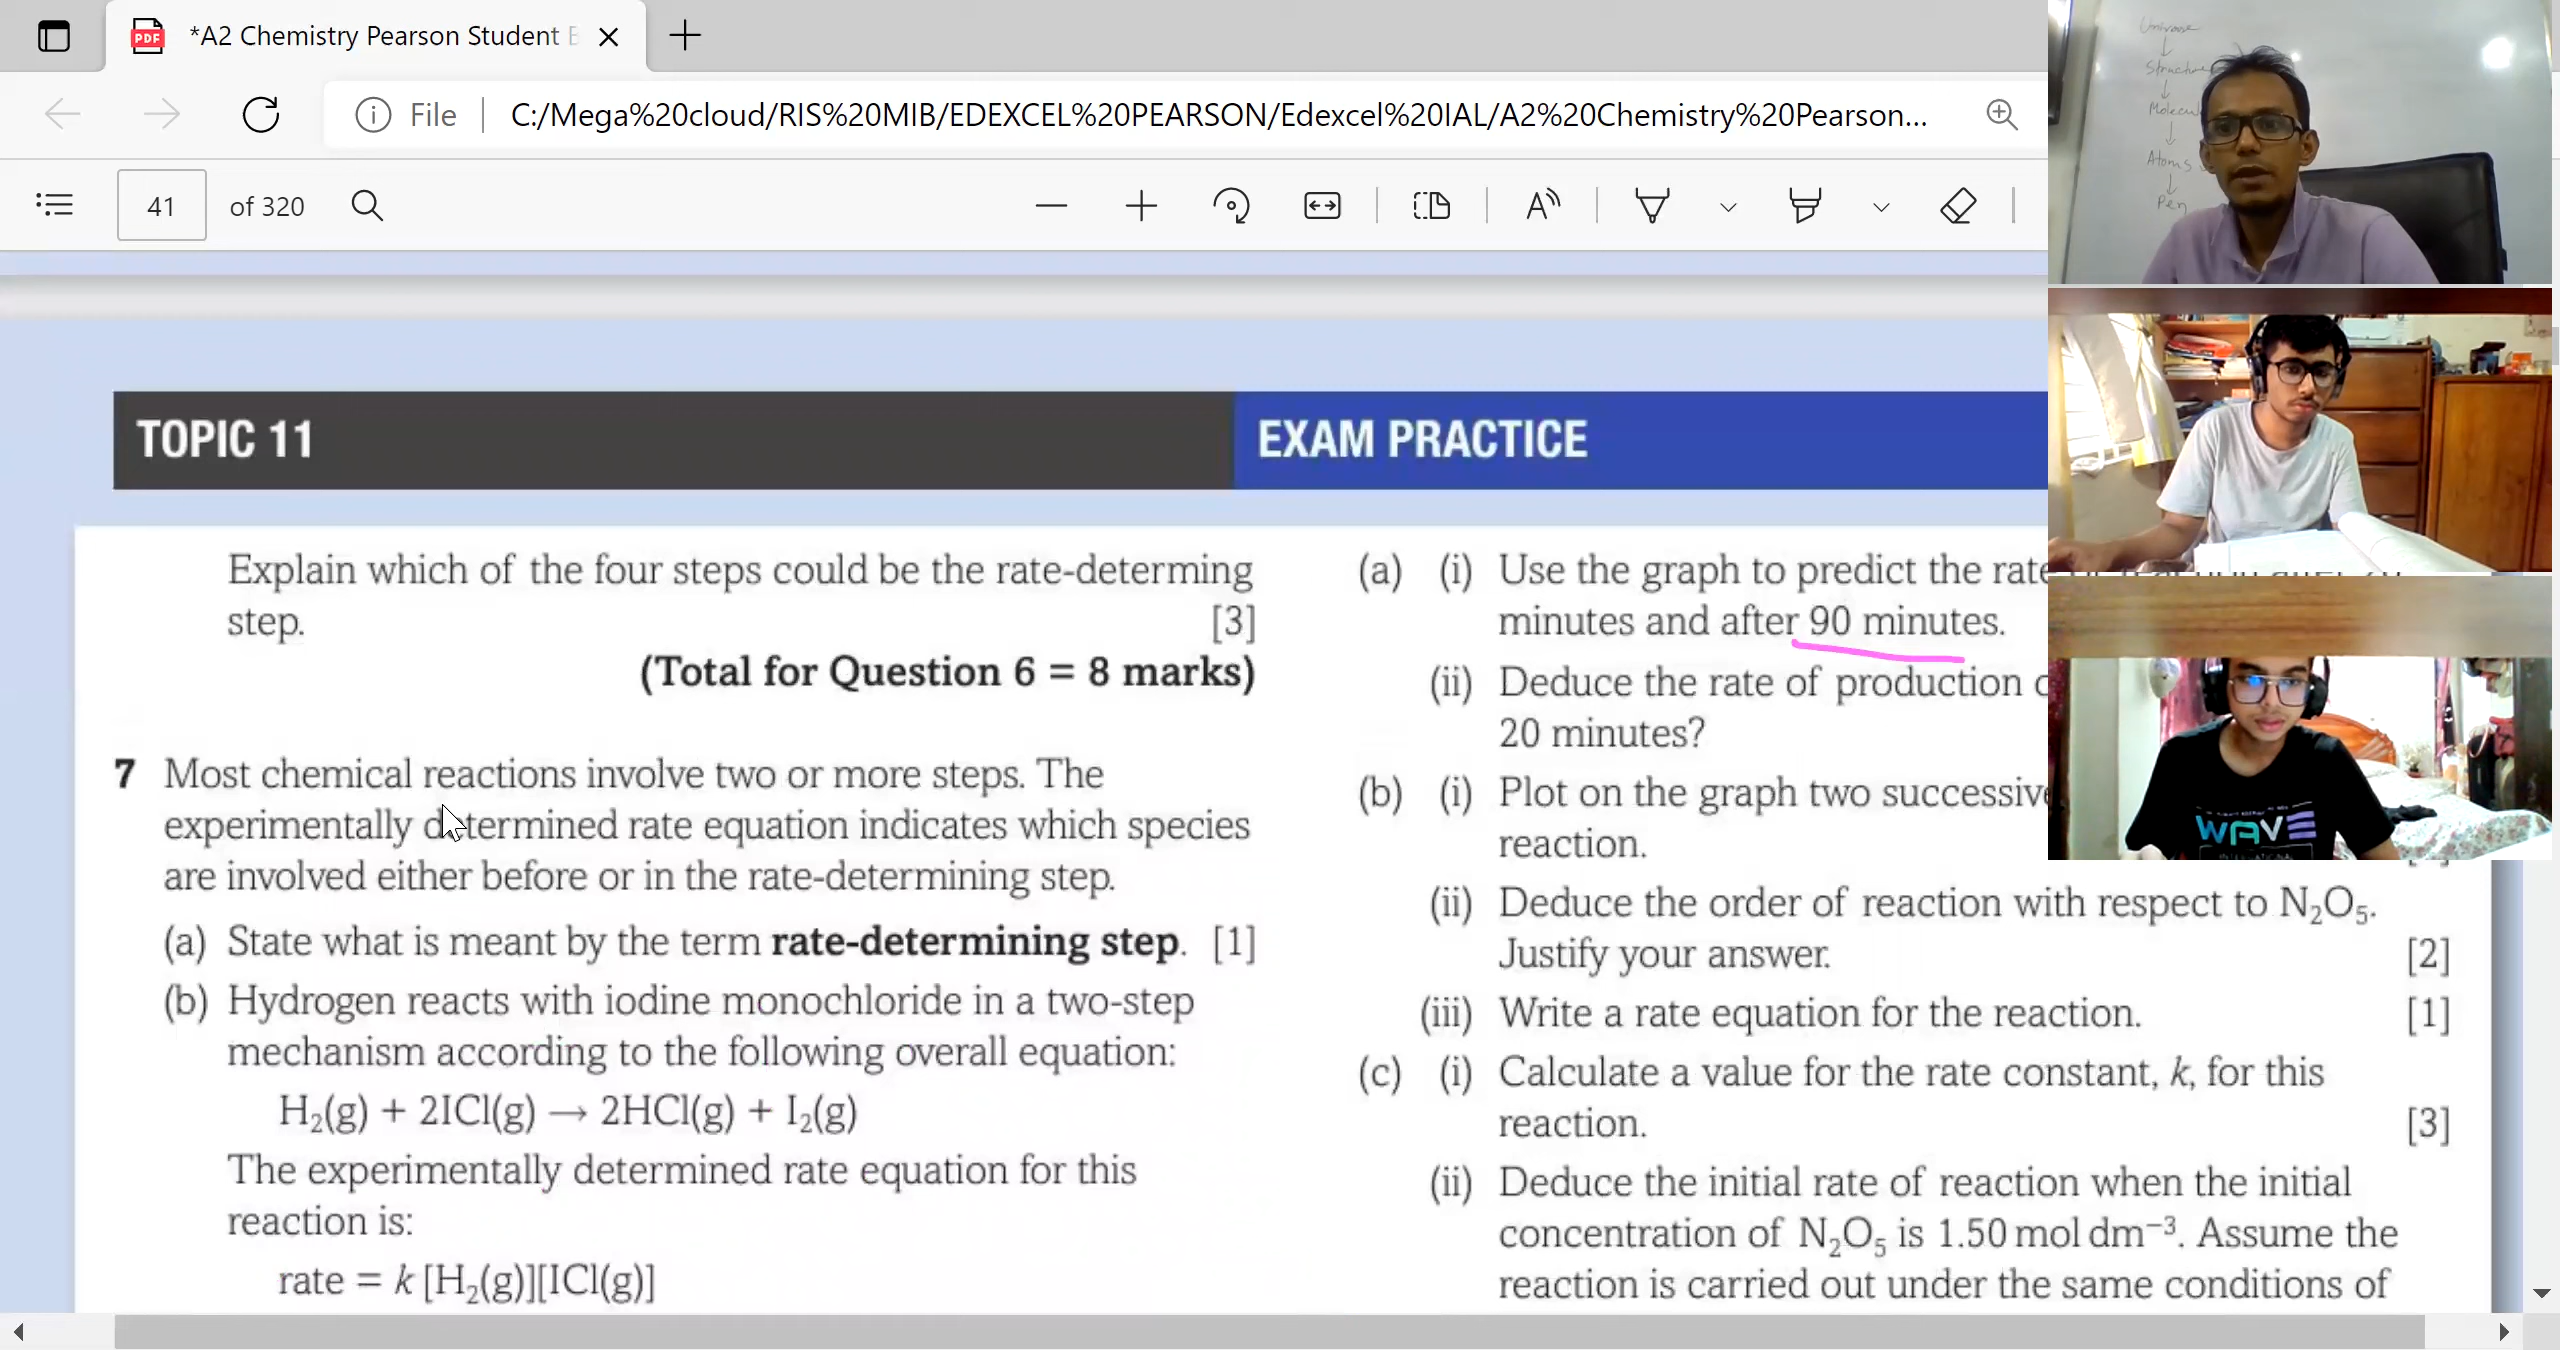 *A2 Chemistry Pearson Student
File
C:/Mega%20cloud/RIS%20MIB/EDEXCEL%20PEARSON/Edexcel%20IAL/A2%20Chemistry%20Pearson...
41 of 320
TOPIC 11
EXAM PRACTICE
Explain which of the four steps could be the rate-determing
step. [3]
(Total for Question 6 = 8 marks)
7 Most chemical reactions involve two or more steps. The
experimentally determined rate equation indicates which species
are involved either before or in the rate-determining step.
(a) State what is meant by the term rate-determining step. [1]
(b) Hydrogen reacts with iodine monochloride in a two-step
mechanism according to the following overall equation:
H₂(g) + 2ICl(g) → 2HCl(g) + I₂(g)
The experimentally determined rate equation for this
reaction is:
rate = k [H₂(g)][ICl(g)]
(a) (i) Use the graph to predict the rate
minutes and after 90 minutes.
(ii) Deduce the rate of production
20 minutes?
(b) (i) Plot on the graph two successive
reaction.
(ii) Deduce the order of reaction with respect to N₂O₅.
Justify your answer. [2]
(iii) Write a rate equation for the reaction. [1]
(c) (i) Calculate a value for the rate constant, k, for this
reaction. [3]
(ii) Deduce the initial rate of reaction when the initial
concentration of N₂O₅ is 1.50 mol dm⁻³. Assume the
reaction is carried out under the same conditions of
Universe
Structure
Molecul
Atoms
Pen
WAVE